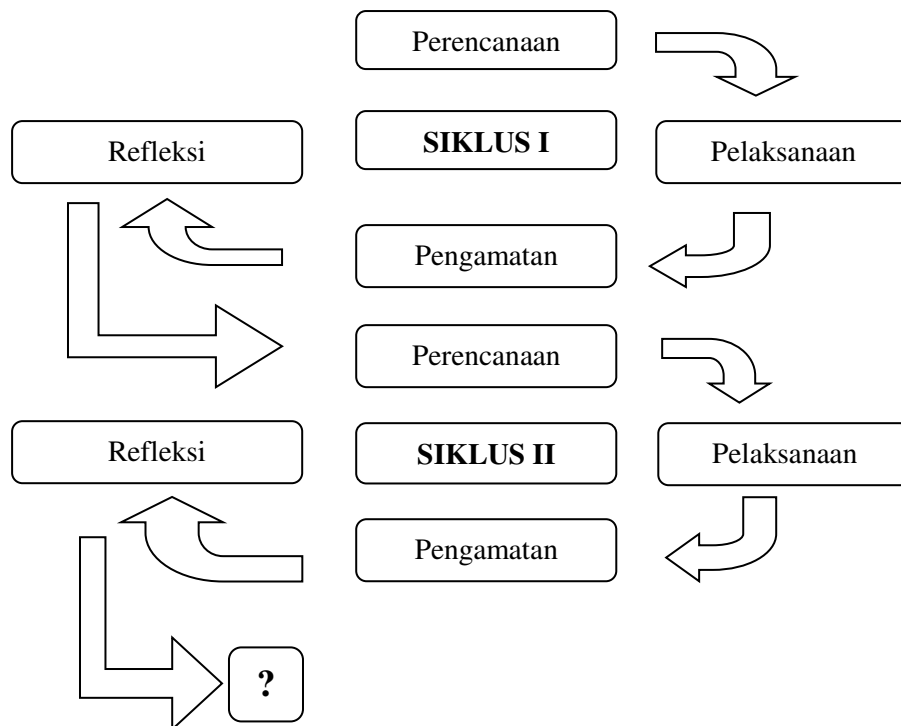 Perencanaan
SIKLUS I
Refleksi
Pelaksanaan
Pengamatan
Perencanaan
Refleksi
SIKLUS II
Pelaksanaan
Pengamatan
?